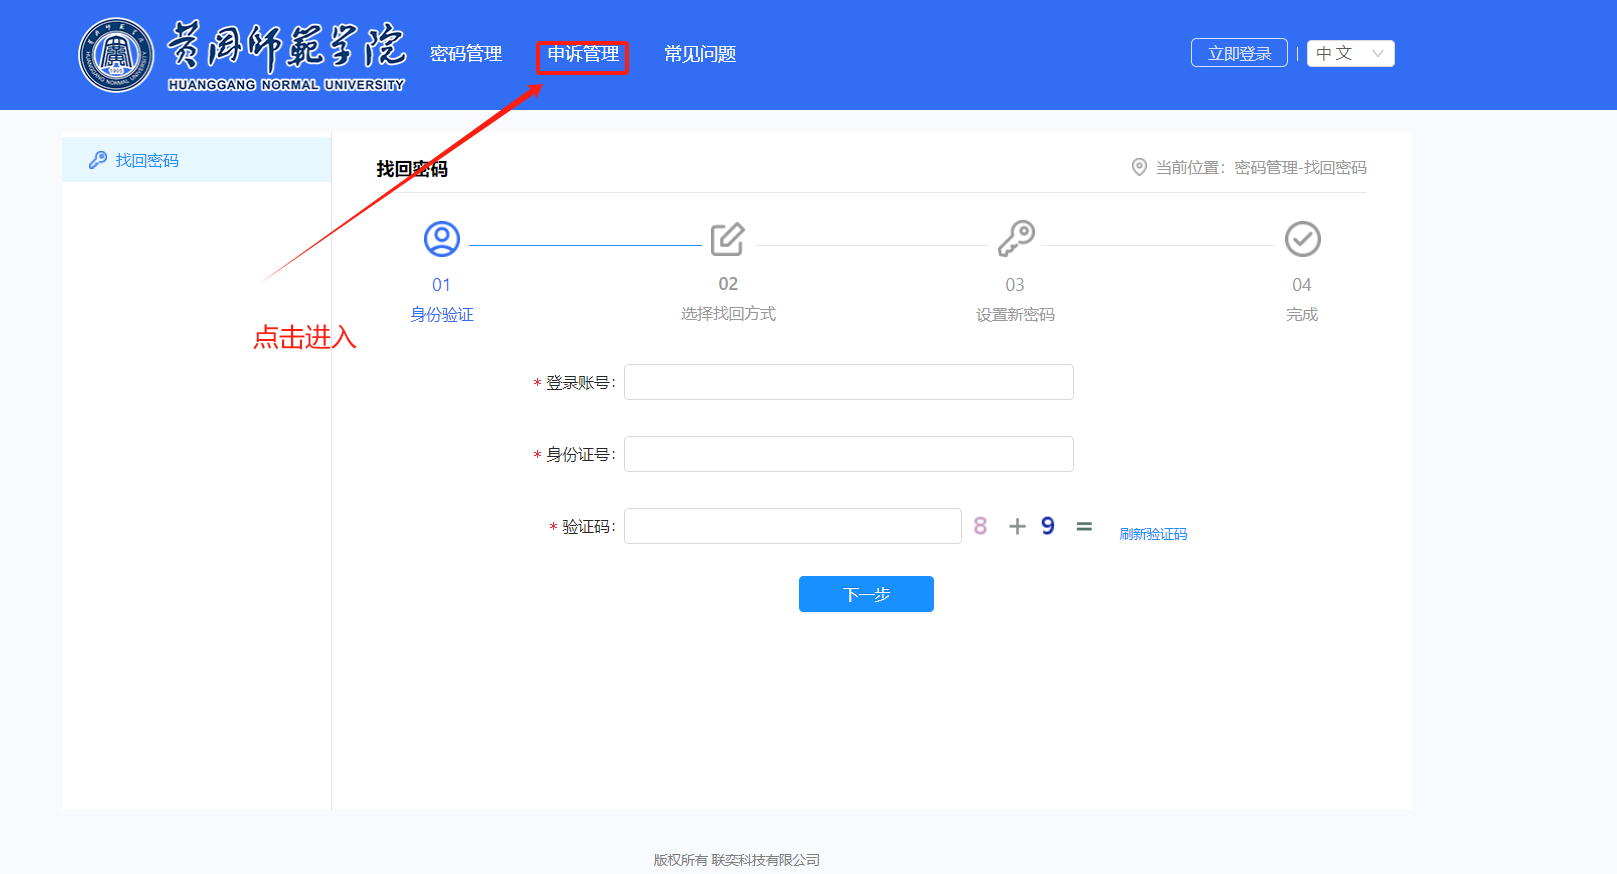 黄冈师范学院
HUANGGANG NORMAL UNIVERSITY
密码管理
申诉管理
常见问题
立即登录
中 文
找回密码
找回密码
当前位置：密码管理-找回密码
01
身份验证
02
选择找回方式
03
设置新密码
04
完成
点击进入
* 登录账号：
* 身份证号：
* 验证码：
8 + 9 =
刷新验证码
下一步
版权所有 联奕科技有限公司